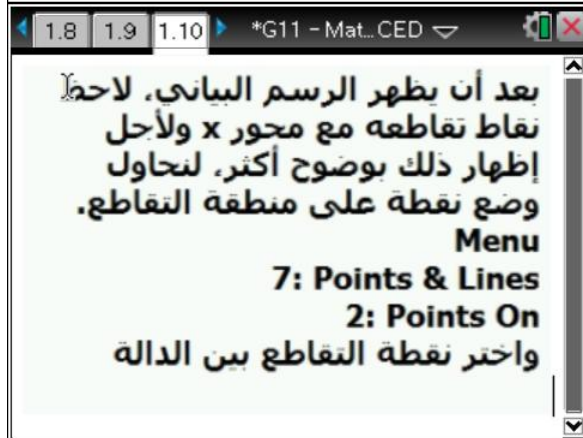 1.8 1.9 1.10 *G11 – Mat…CED
بعد أن يظهر الرسم البياني، لاحظ
نقاط تقاطعه مع محور x ولأجل
إظهار ذلك بوضوح أكثر، لنحاول
وضع نقطة على منطقة التقاطع.
Menu
7: Points & Lines
2: Points On
واختر نقطة التقاطع بين الدالة